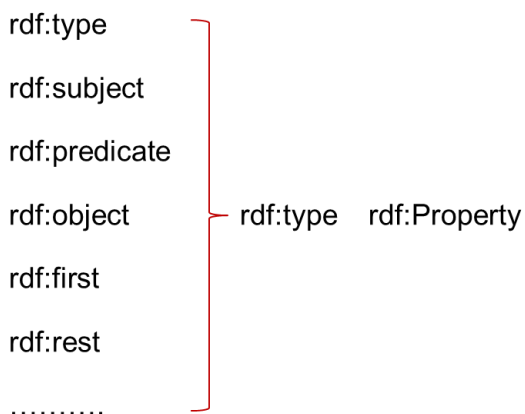 rdf:type
rdf:subject
rdf:predicate
rdf:object rdf:type rdf:Property
rdf:first
rdf:rest
..........